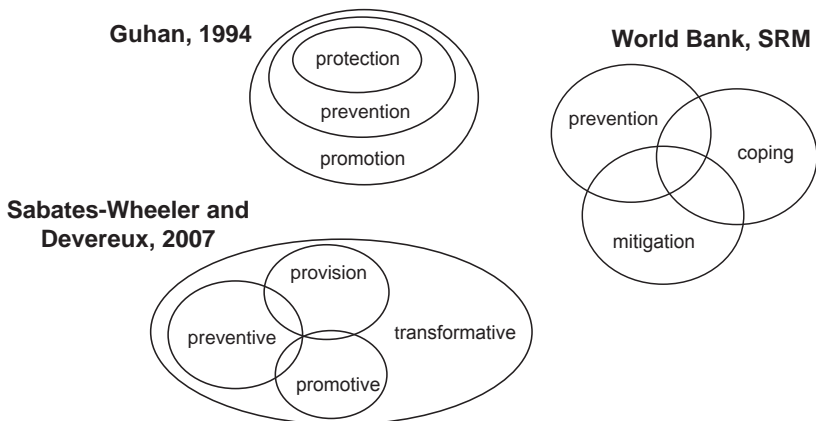 Guhan, 1994
protection
prevention
promotion
World Bank, SRM
prevention
coping
mitigation
Sabates-Wheeler and
Devereux, 2007
provision
preventive
transformative
promotive